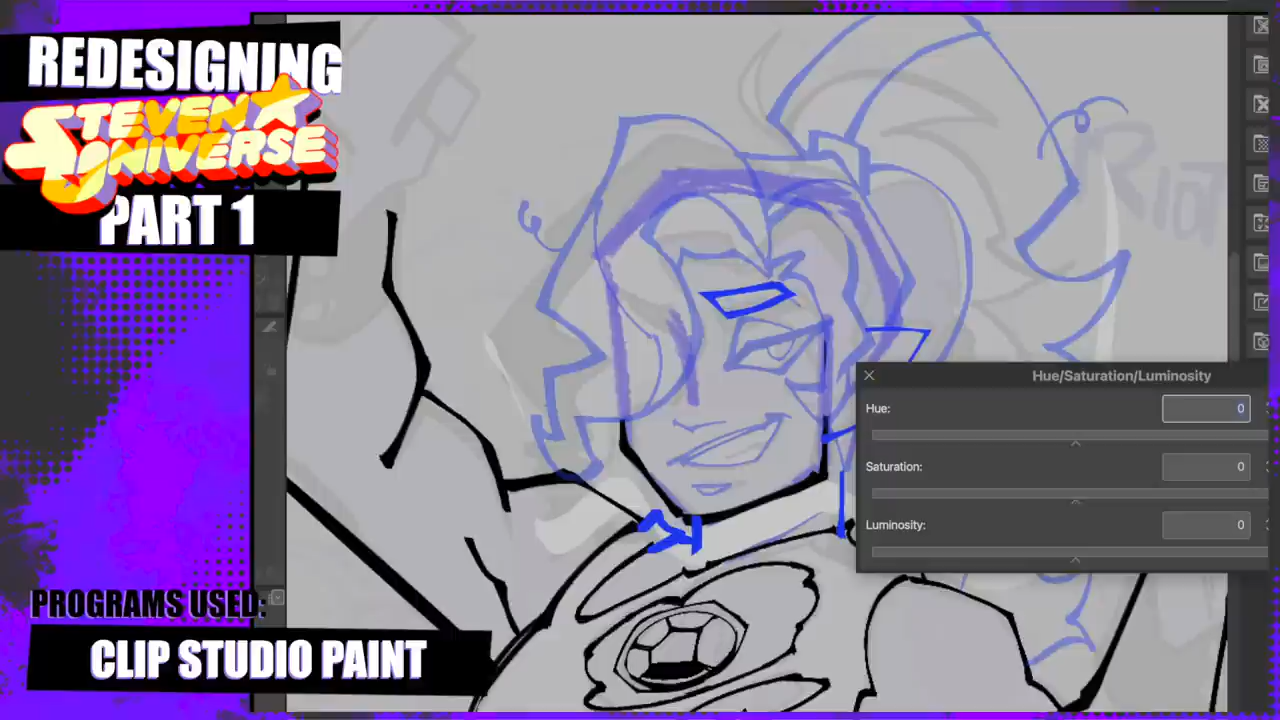 REDESIGNING
STEVEN
UNIVERSE
PART 1
RIOT
Hue/Saturation/Luminosity
Hue: 0
Saturation: 0
Luminosity: 0
PROGRAMS USED:
CLIP STUDIO PAINT